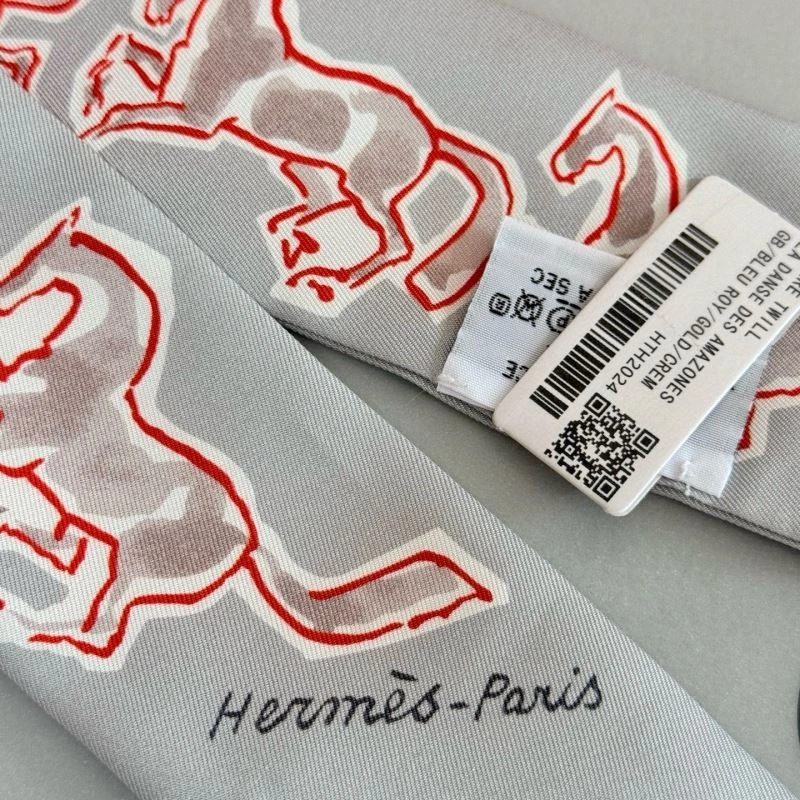 Hermès-Paris
TWILL
LA DANSE DES AMAZONES
GB/BLEU ROY/GOLD/CREM
HTH2024
A SEC